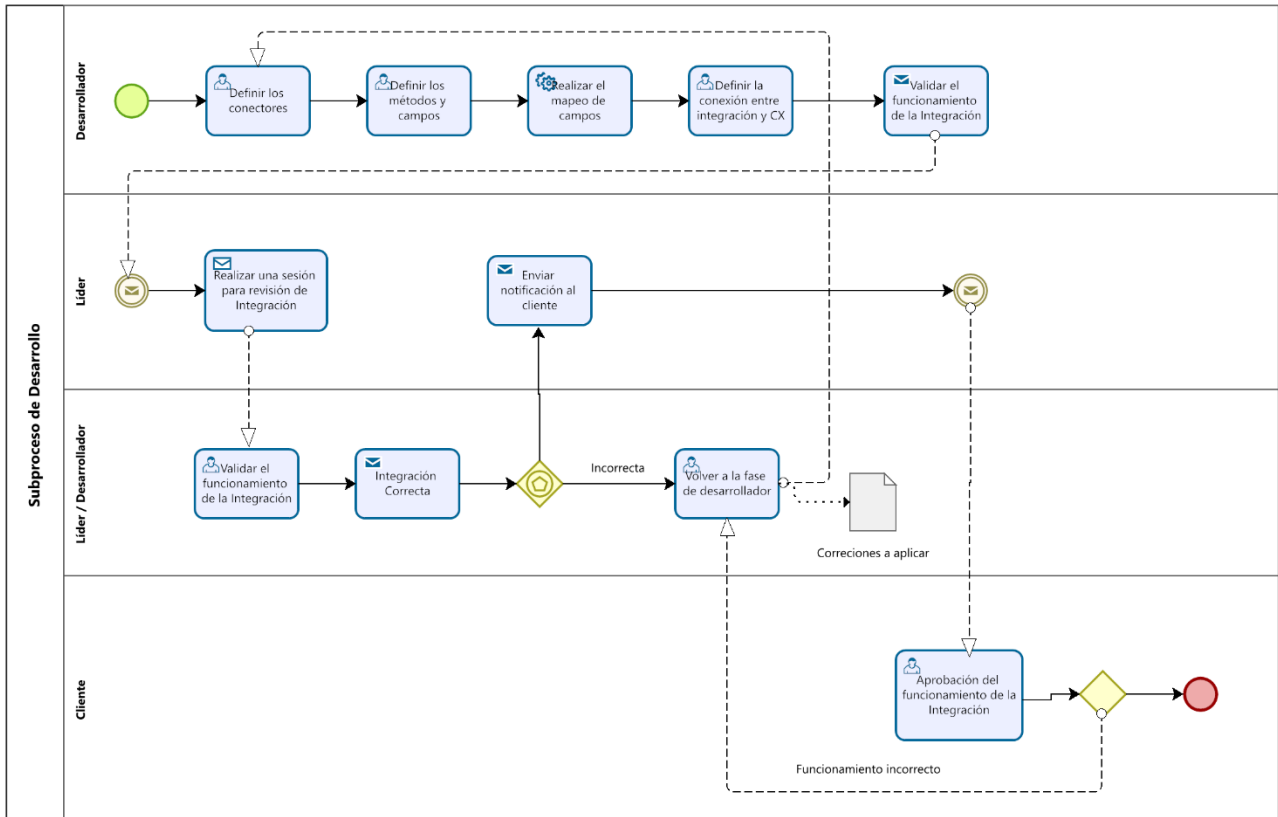 Subproceso de Desarrollo
Desarrollador
Definir los
conectores
Definir los
métodos y
campos
Realizar el
mapeo de
campos
Definir la
conexión entre
integración y CX
Validar el
funcionamiento
de la Integración
Líder
Realizar una sesión
para revisión de
Integración
Enviar
notificación al
cliente
Líder / Desarrollador
Validar el
funcionamiento
de la Integración
Integración
Correcta
Incorrecta
Volver a la fase
de desarrollador
Correciones a aplicar
Cliente
Aprobación del
funcionamiento de la
Integración
Funcionamiento incorrecto